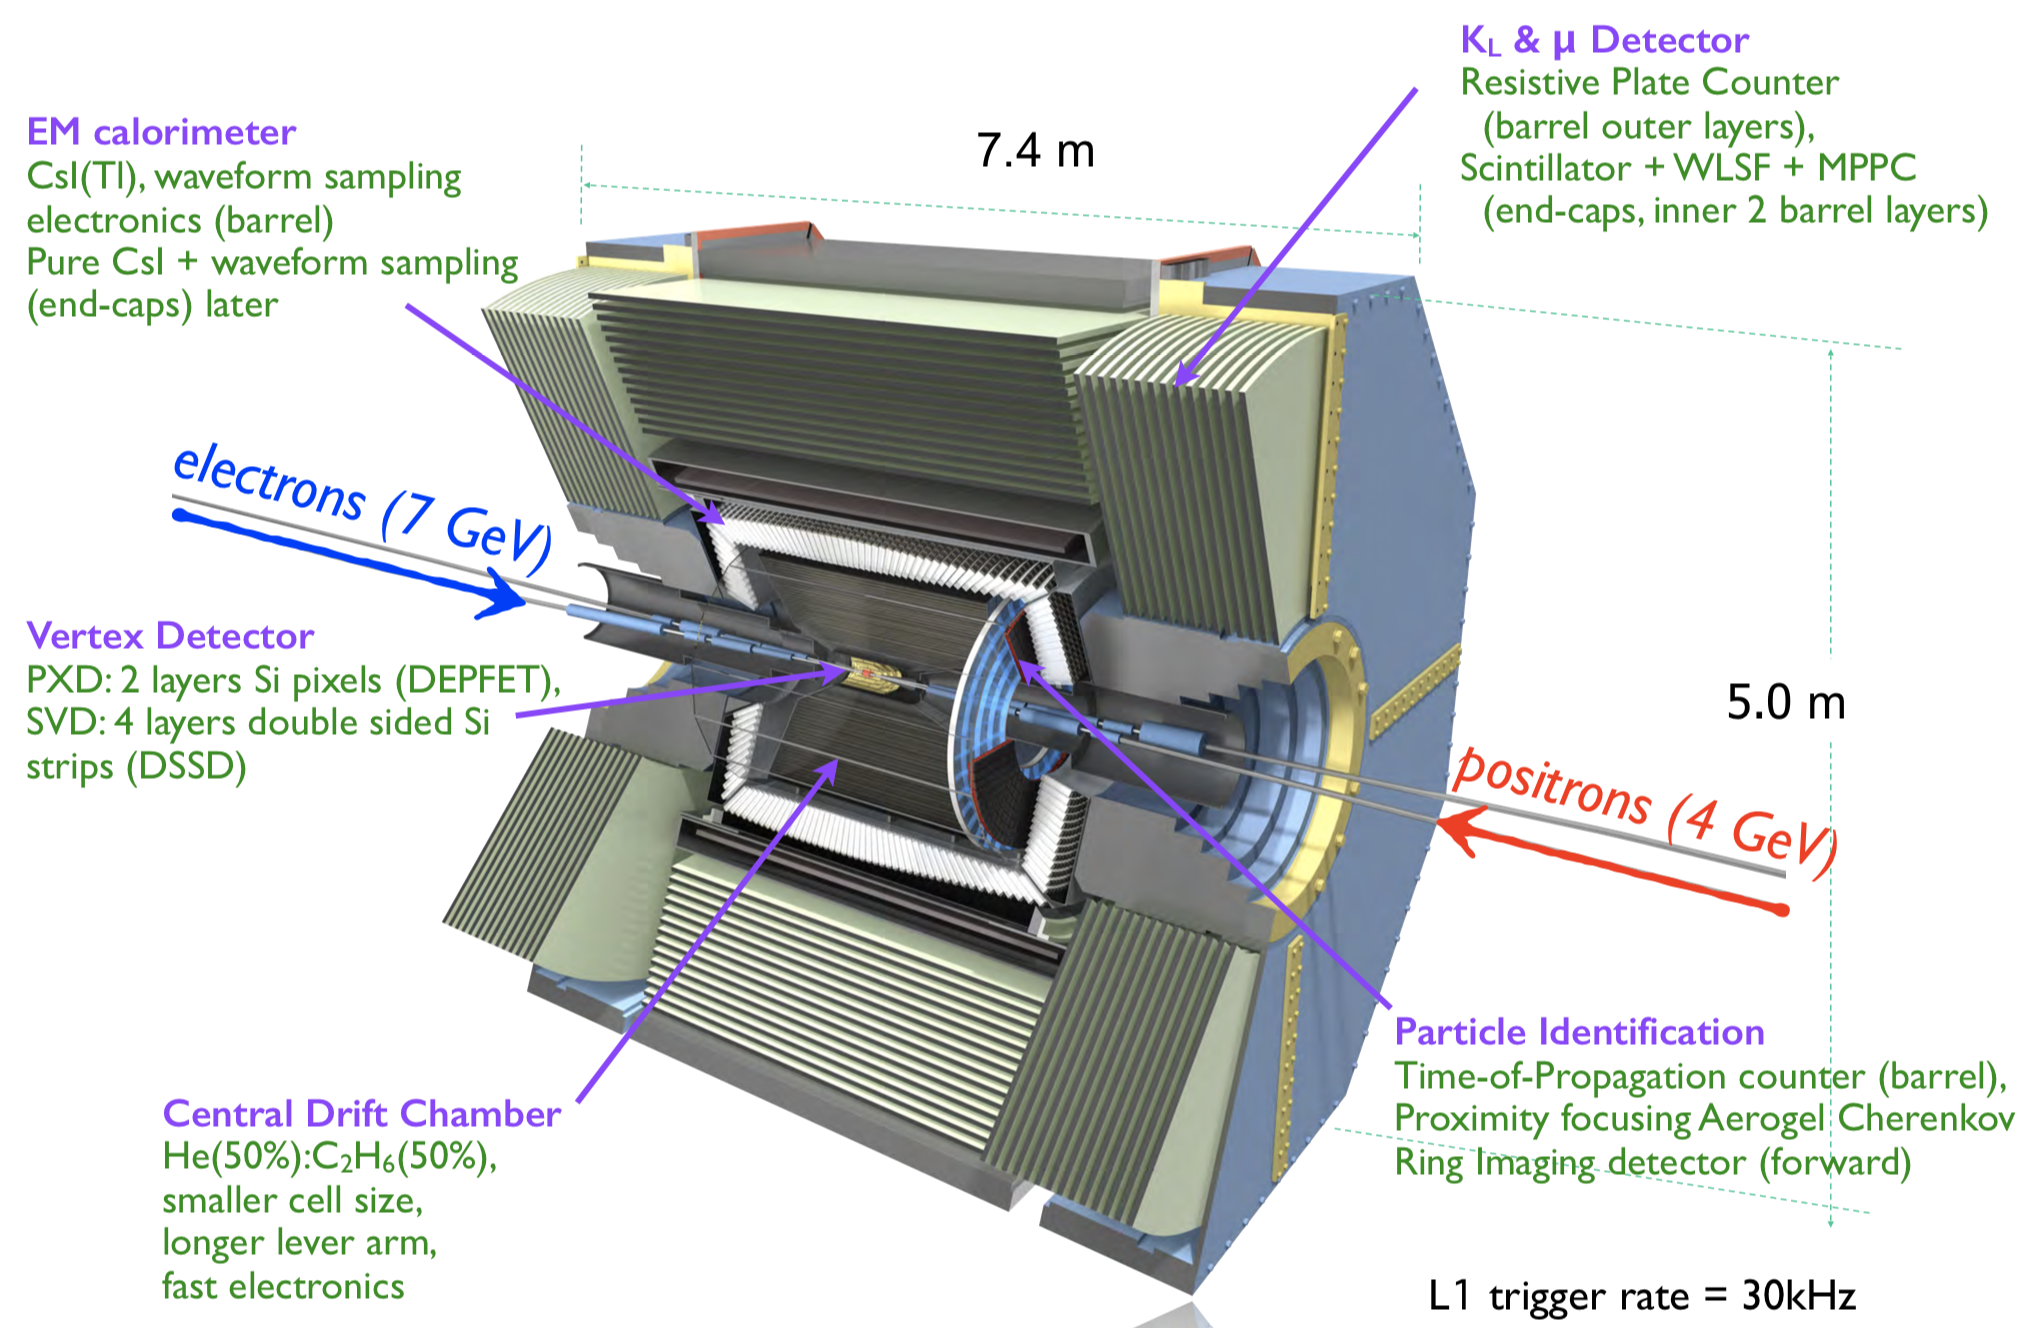 K_L & μ Detector
Resistive Plate Counter
(barrel outer layers),
Scintillator + WLSF + MPPC
(end-caps, inner 2 barrel layers)
EM calorimeter
CsI(Tl), waveform sampling
electronics (barrel)
Pure CsI + waveform sampling
(end-caps) later
7.4 m
electrons (7 GeV)
Vertex Detector
PXD: 2 layers Si pixels (DEPFET),
SVD: 4 layers double sided Si
strips (DSSD)
5.0 m
positrons (4 GeV)
Central Drift Chamber
He(50%):C₂H₆(50%),
smaller cell size,
longer lever arm,
fast electronics
Particle Identification
Time-of-Propagation counter (barrel),
Proximity focusing Aerogel Cherenkov
Ring Imaging detector (forward)
L1 trigger rate = 30kHz